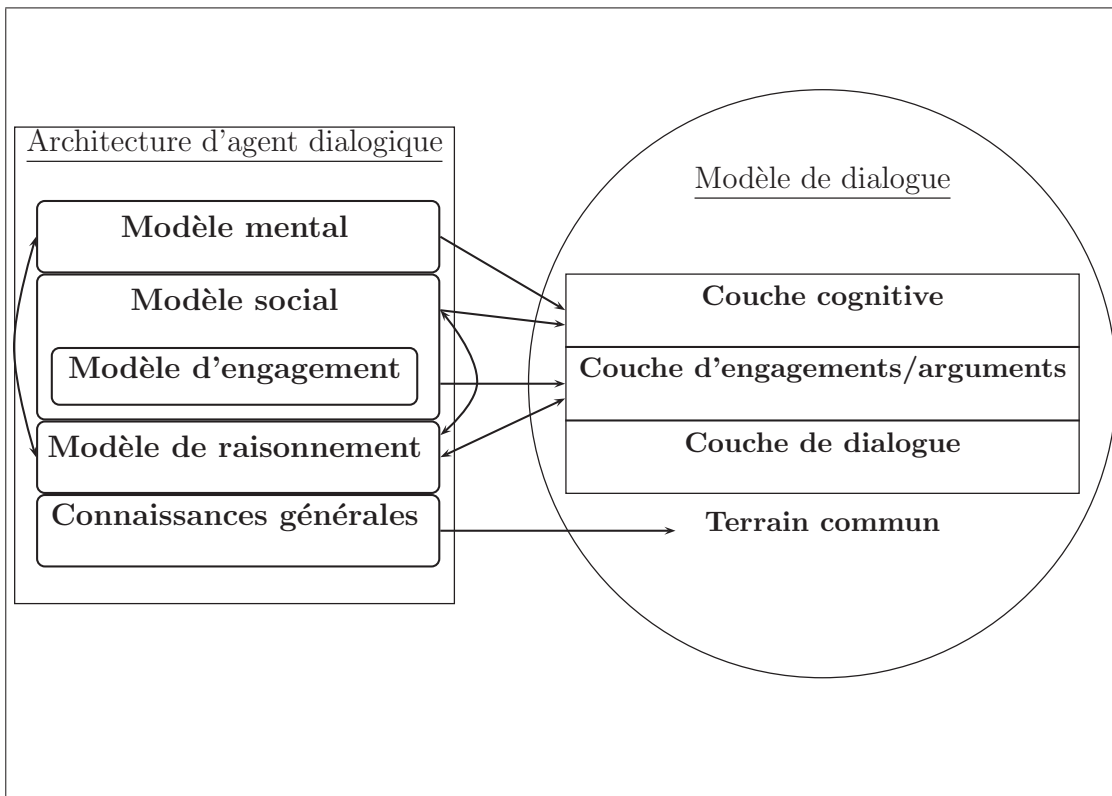 Architecture d'agent dialogique
Modèle mental
Modèle social
Modèle d'engagement
Modèle de raisonnement
Connaissances générales
Modèle de dialogue
Couche cognitive
Couche d'engagements/arguments
Couche de dialogue
Terrain commun